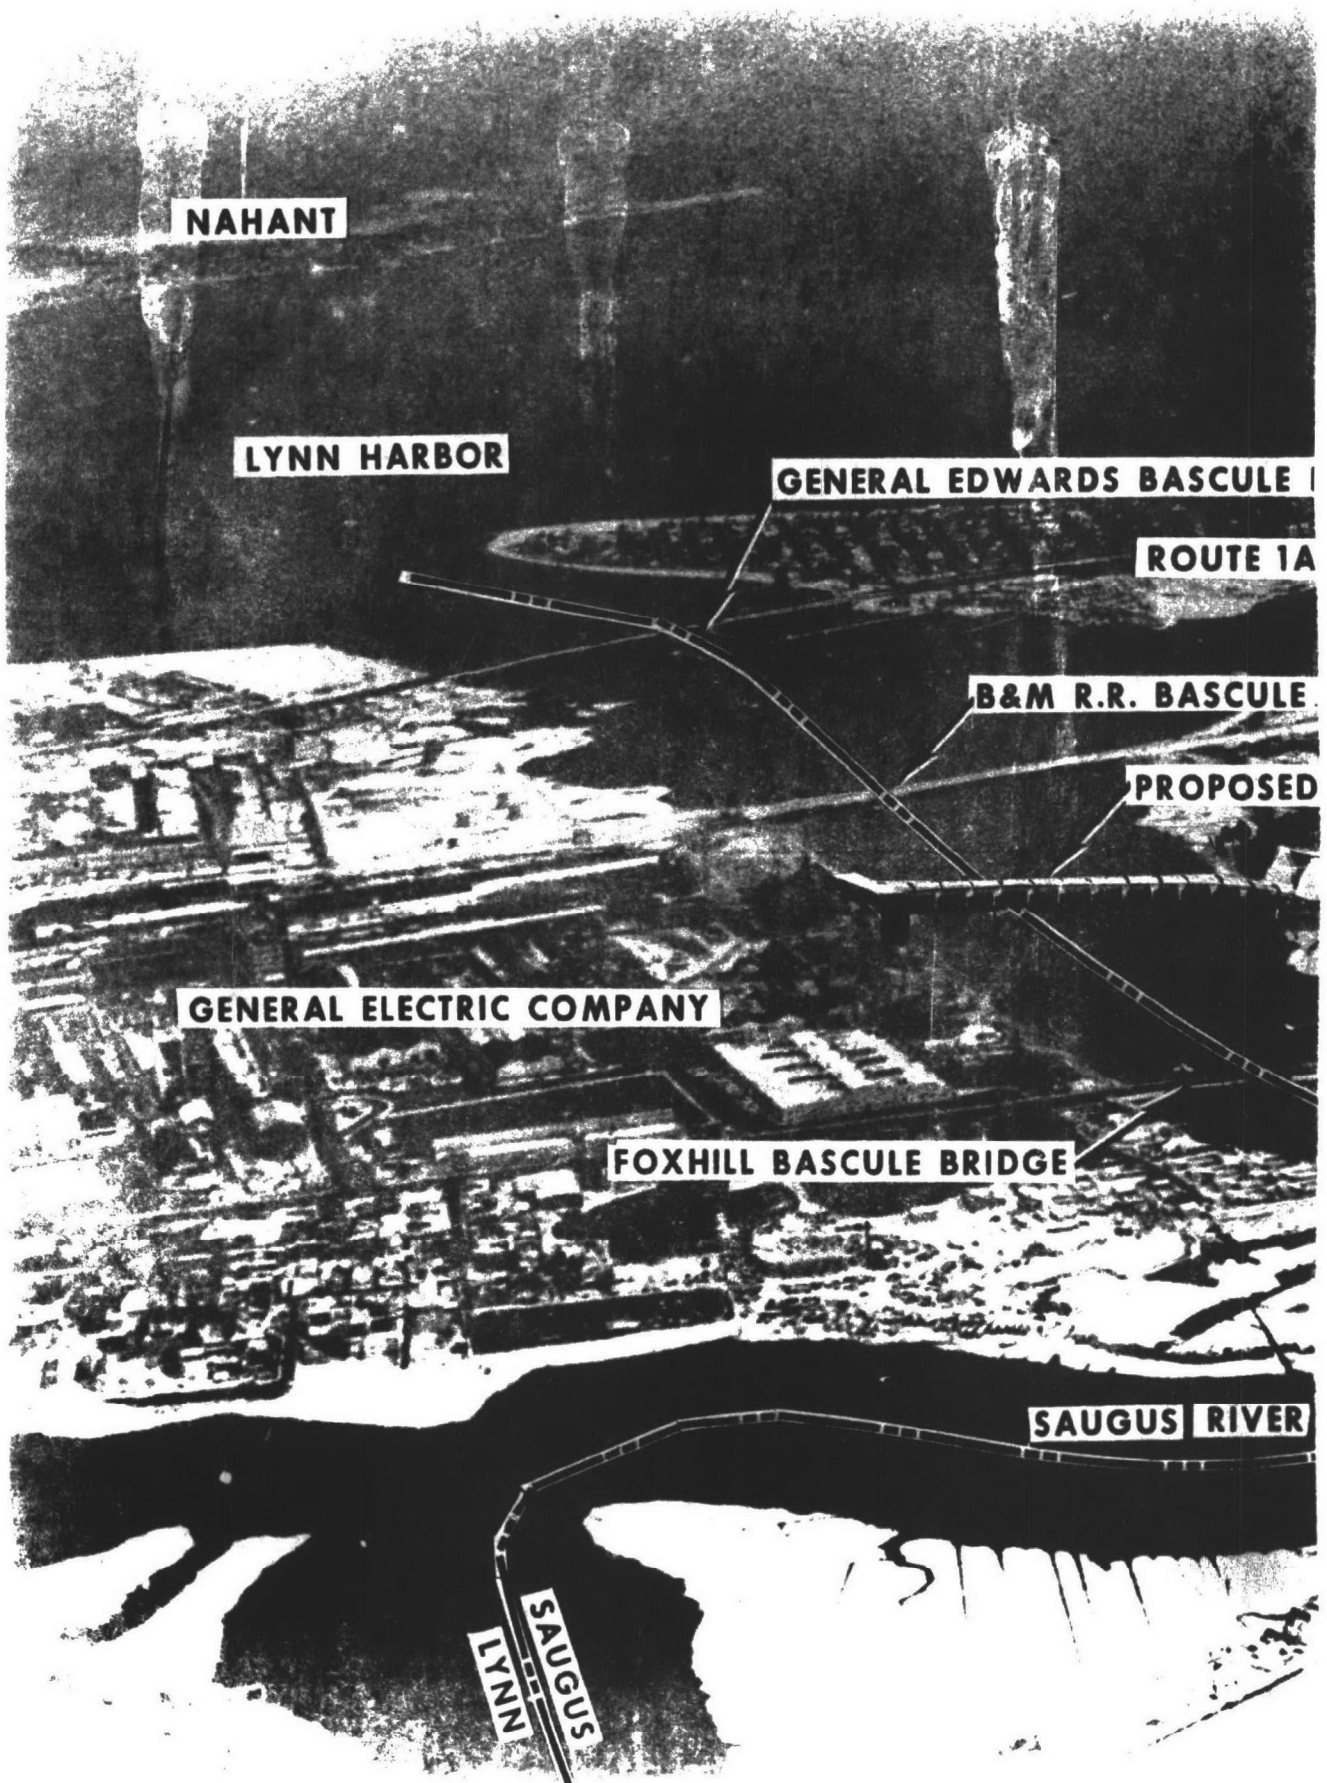 NAHANT
LYNN HARBOR
GENERAL EDWARDS BASCULE
ROUTE 1A
B&M R.R. BASCULE
PROPOSED
GENERAL ELECTRIC COMPANY
FOXHILL BASCULE BRIDGE
SAUGUS RIVER
SAUGUS
LYNN